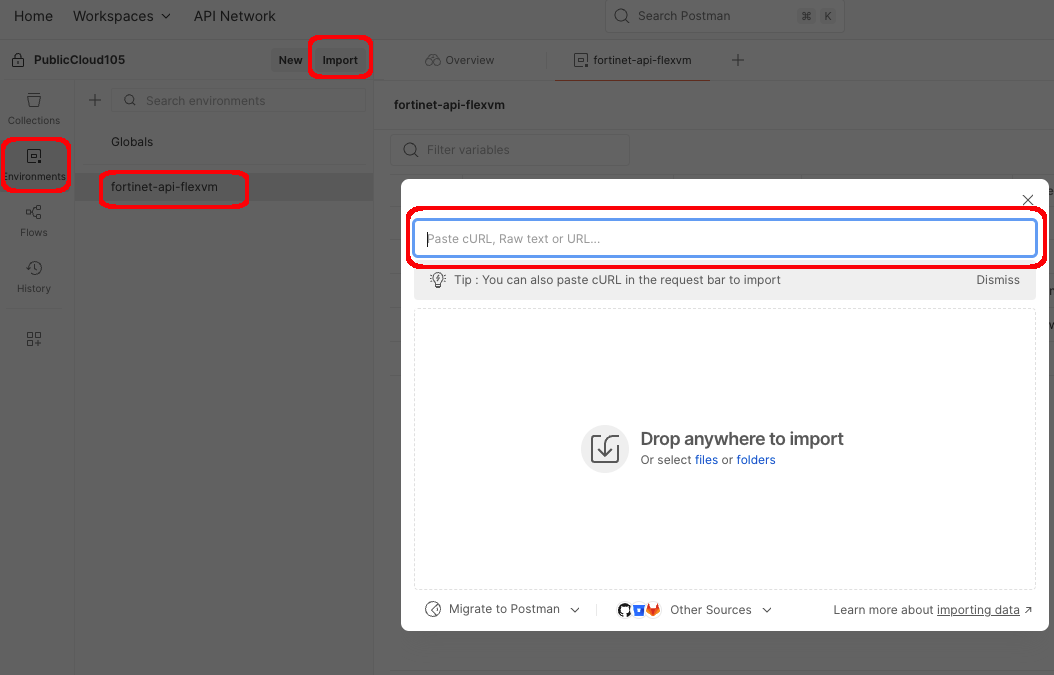 Home Workspaces API Network Search Postman ⌘ K
PublicCloud105 New Import Overview fortinet-api-flexvm
Collections
Environments
Flows
History
Search environments
Globals
fortinet-api-flexvm
fortinet-api-flexvm
Filter variables
Paste cURL, Raw text or URL...
Tip : You can also paste cURL in the request bar to import Dismiss
Drop anywhere to import
Or select files or folders
Migrate to Postman Other Sources Learn more about importing data ↗